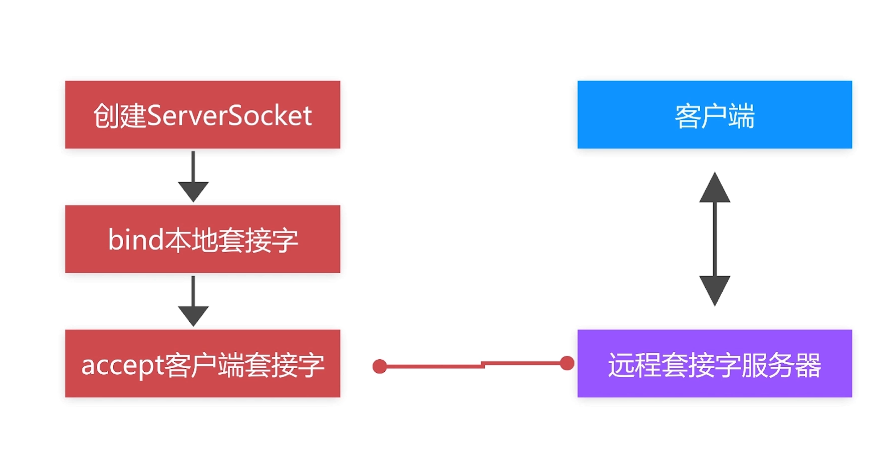 创建ServerSocket
客户端
bind本地套接字
accept客户端套接字
远程套接字服务器